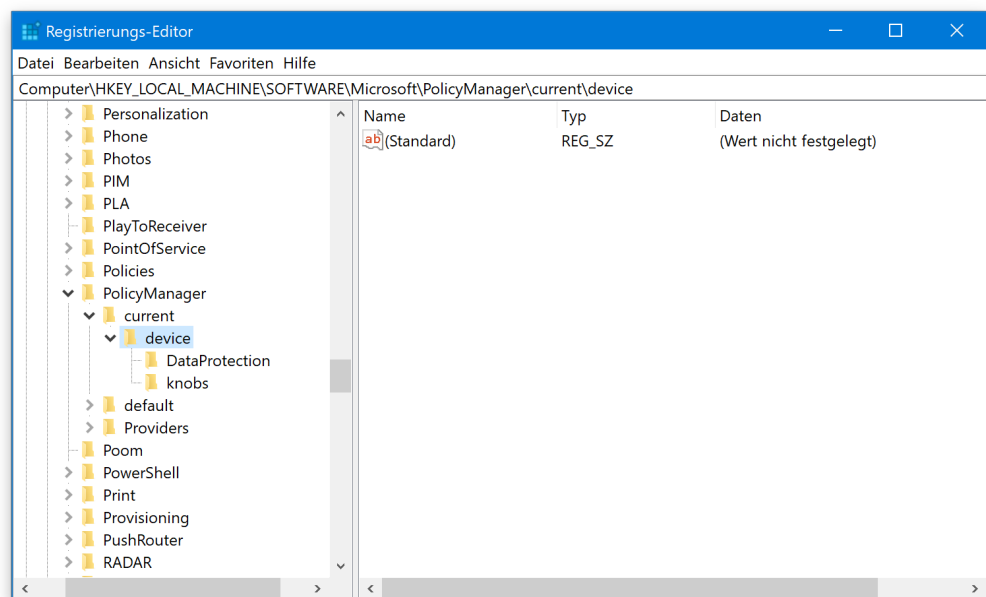 Registrierungs-Editor
Datei Bearbeiten Ansicht Favoriten Hilfe
Computer\HKEY_LOCAL_MACHINE\SOFTWARE\Microsoft\PolicyManager\current\device
Personalization
Phone
Photos
PIM
PLA
PlayToReceiver
PointOfService
Policies
PolicyManager
current
device
DataProtection
knobs
default
Providers
Poom
PowerShell
Print
Provisioning
PushRouter
RADAR
Name Typ Daten
ab (Standard) REG_SZ (Wert nicht festgelegt)